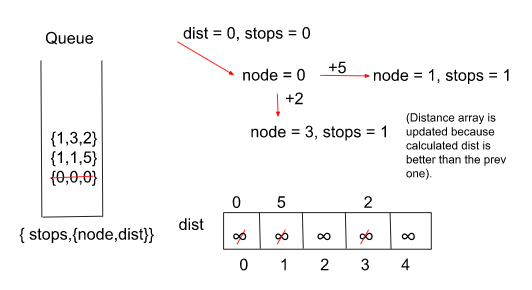 Queue
{1,3,2}
{1,1,5}
{0,0,0}
{ stops,{node,dist}}
dist = 0, stops = 0
node = 0
+5
node = 1, stops = 1
+2
node = 3, stops = 1
(Distance array is
updated because
calculated dist is
better than the prev
one).
0 5 2
dist
∞ ∞ ∞ ∞ ∞
0 1 2 3 4